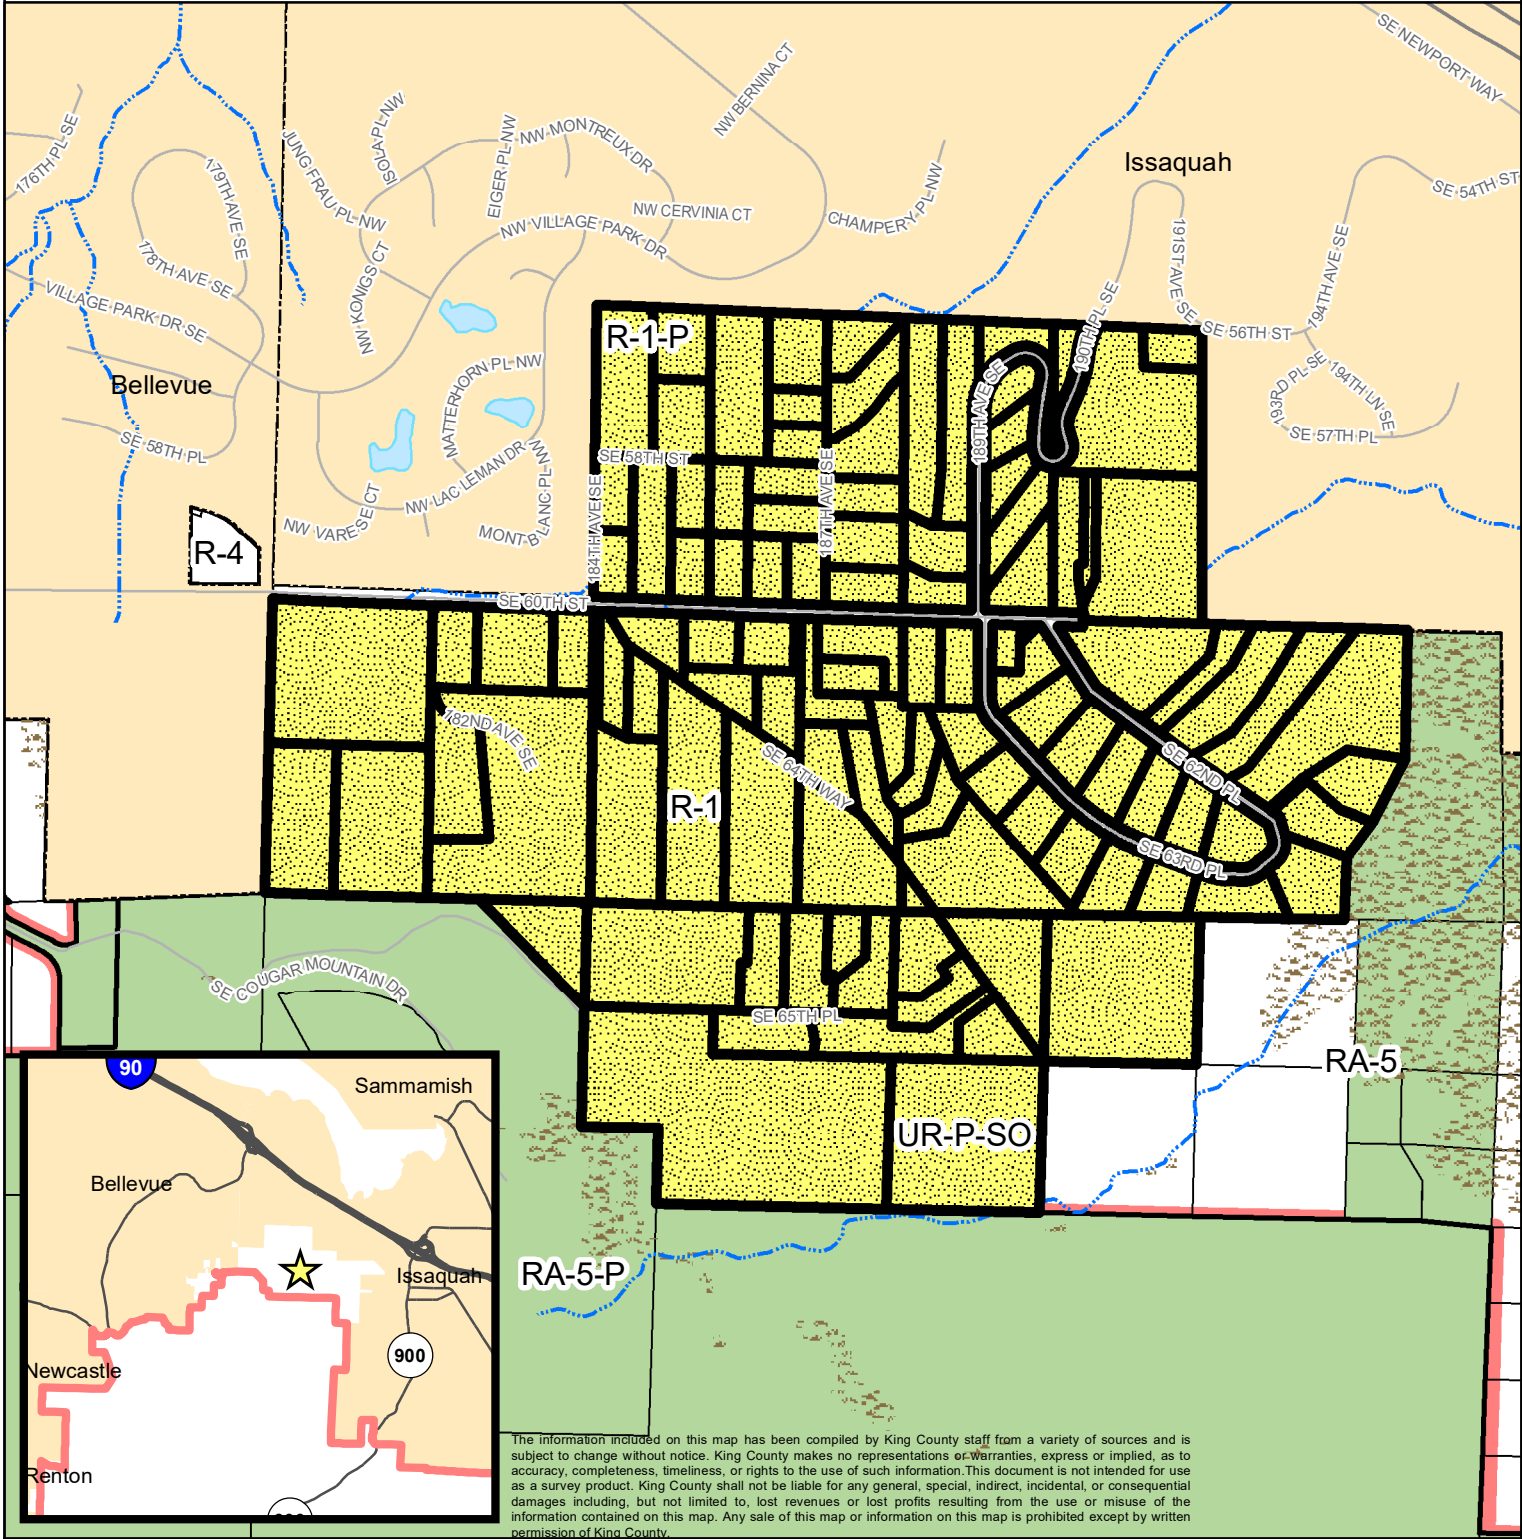 SE NEWPORT WAY
NW BERNINA CT
176TH PL SE
179TH AVE SE
JUNG FRAU PL NW
ISOLA PL NW
EIGER PL NW
NW MONTREUX DR
Issaquah
SE 54TH ST
NW CERVINIA CT
CHAMPERY PL NW
NW VILLAGE PARK DR
178TH AVE SE
NW KONIGS CT
191ST AVE SE
194TH AVE SE
VILLAGE PARK DR SE
190TH PL SE
SE 56TH ST
R-1-P
Bellevue
MATTERHORN PL NW
189TH AVE SE
193RD PL SE
194TH LN SE
SE 57TH PL
SE 58TH PL
SE 58TH ST
NW LAC LEMAN DR
MONT BLANC PL NW
NW VARESE CT
184TH AVE SE
187TH AVE SE
R-4
SE 60TH ST
182ND AVE SE
SE 64TH WAY
SE 62ND PL
R-1
SE 63RD PL
SE COUGAR MOUNTAIN DR
SE 65TH PL
RA-5
UR-P-SO
RA-5-P
90
Sammamish
Bellevue
Issaquah
900
Newcastle
Renton
The information included on this map has been compiled by King County staff from a variety of sources and is
subject to change without notice. King County makes no representations or warranties, express or implied, as to
accuracy, completeness, timeliness, or rights to the use of such information.This document is not intended for use
as a survey product. King County shall not be liable for any general, special, indirect, incidental, or consequential
damages including, but not limited to, lost revenues or lost profits resulting from the use or misuse of the
information contained on this map. Any sale of this map or information on this map is prohibited except by written
permission of King County.